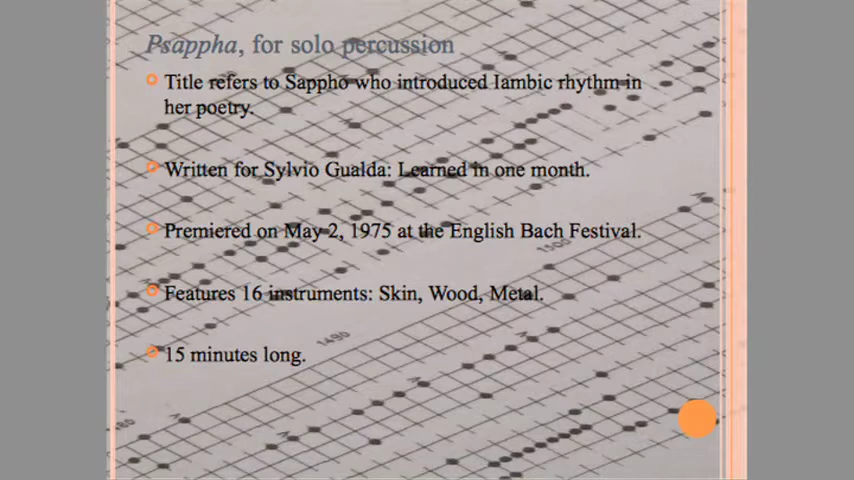 Psappha, for solo percussion
Title refers to Sappho who introduced Iambic rhythm in
her poetry.
Written for Sylvio Gualda: Learned in one month.
Premiered on May 2, 1975 at the English Bach Festival.
1500
Features 16 instruments: Skin, Wood, Metal.
1490
15 minutes long.